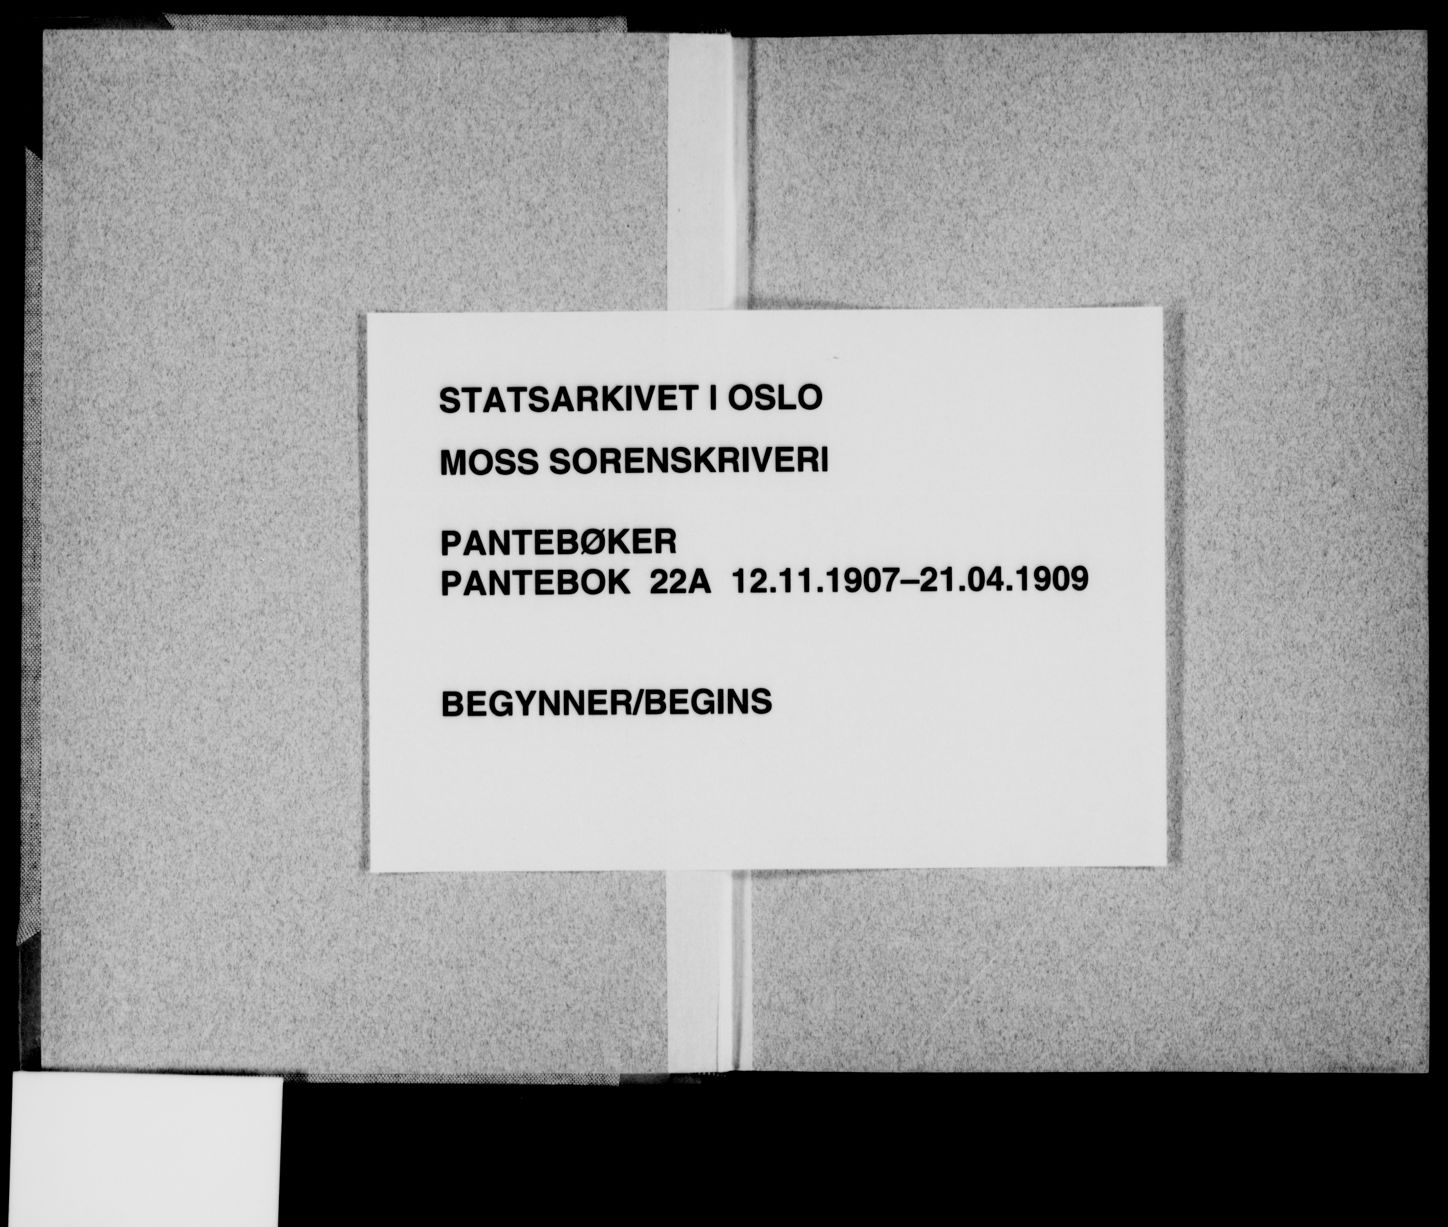 STATSARKIVET I OSLO
MOSS SORENSKRIVERI
PANTEBØKER
PANTEBOK 22A 12.11.1907–21.04.1909
BEGYNNER/BEGINS